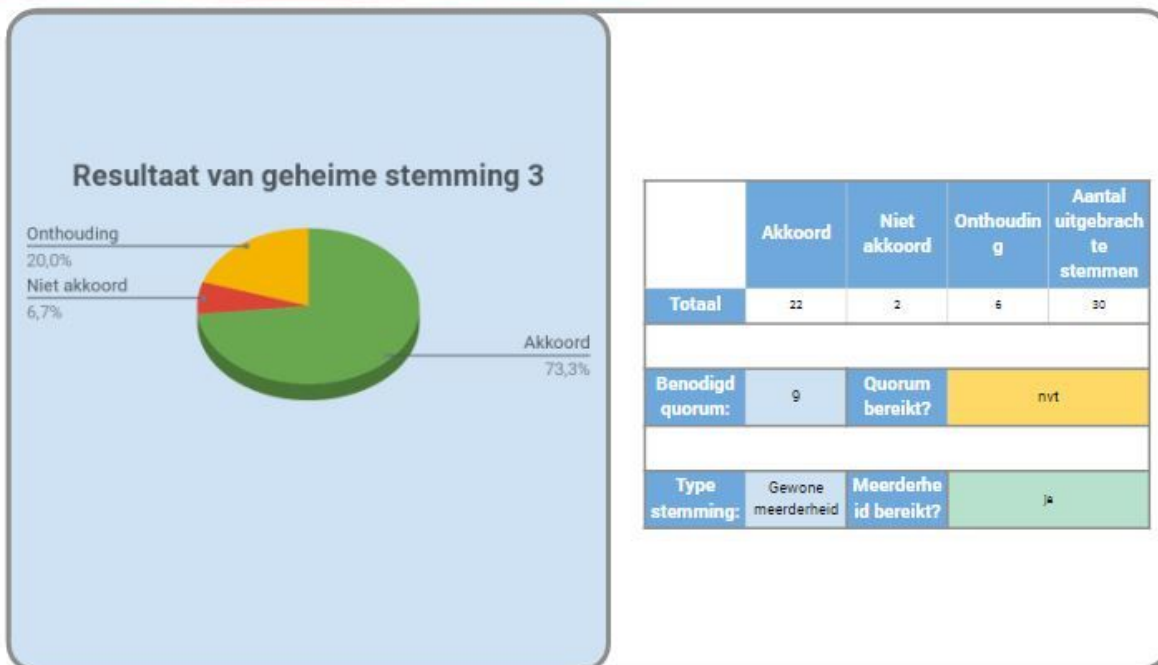 Resultaat van geheime stemming 3
Onthouding
20,0%
Niet akkoord
6,7%
Akkoord
73,3%
Akkoord
Niet
akkoord
Onthoudin
g
Aantal
uitgebrach
te
stemmen
Totaal
22
2
6
30
Benodigd
quorum:
9
Quorum
bereikt?
nvt
Type
stemming:
Gewone
meerderheid
Meerderhe
id bereikt?
ja